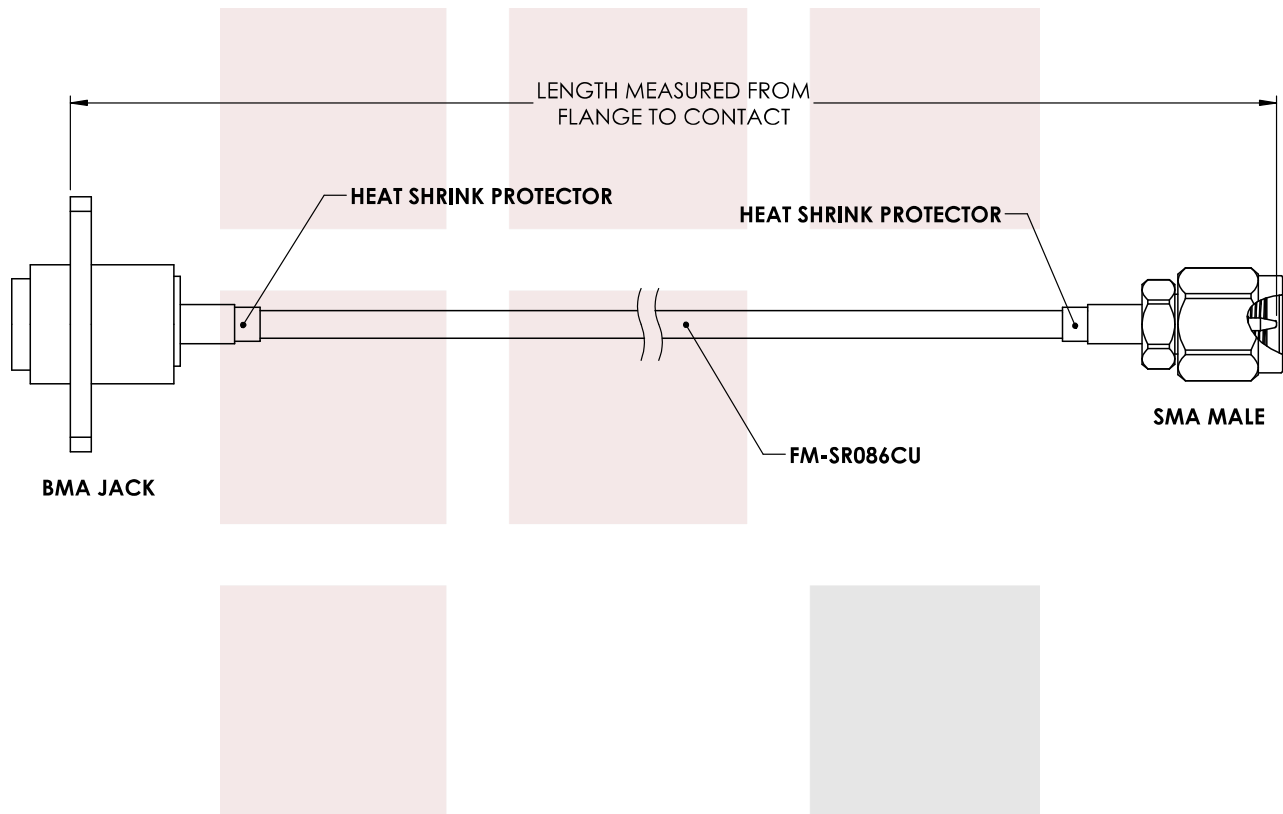 LENGTH MEASURED FROM
FLANGE TO CONTACT
HEAT SHRINK PROTECTOR
HEAT SHRINK PROTECTOR
SMA MALE
FM-SR086CU
BMA JACK